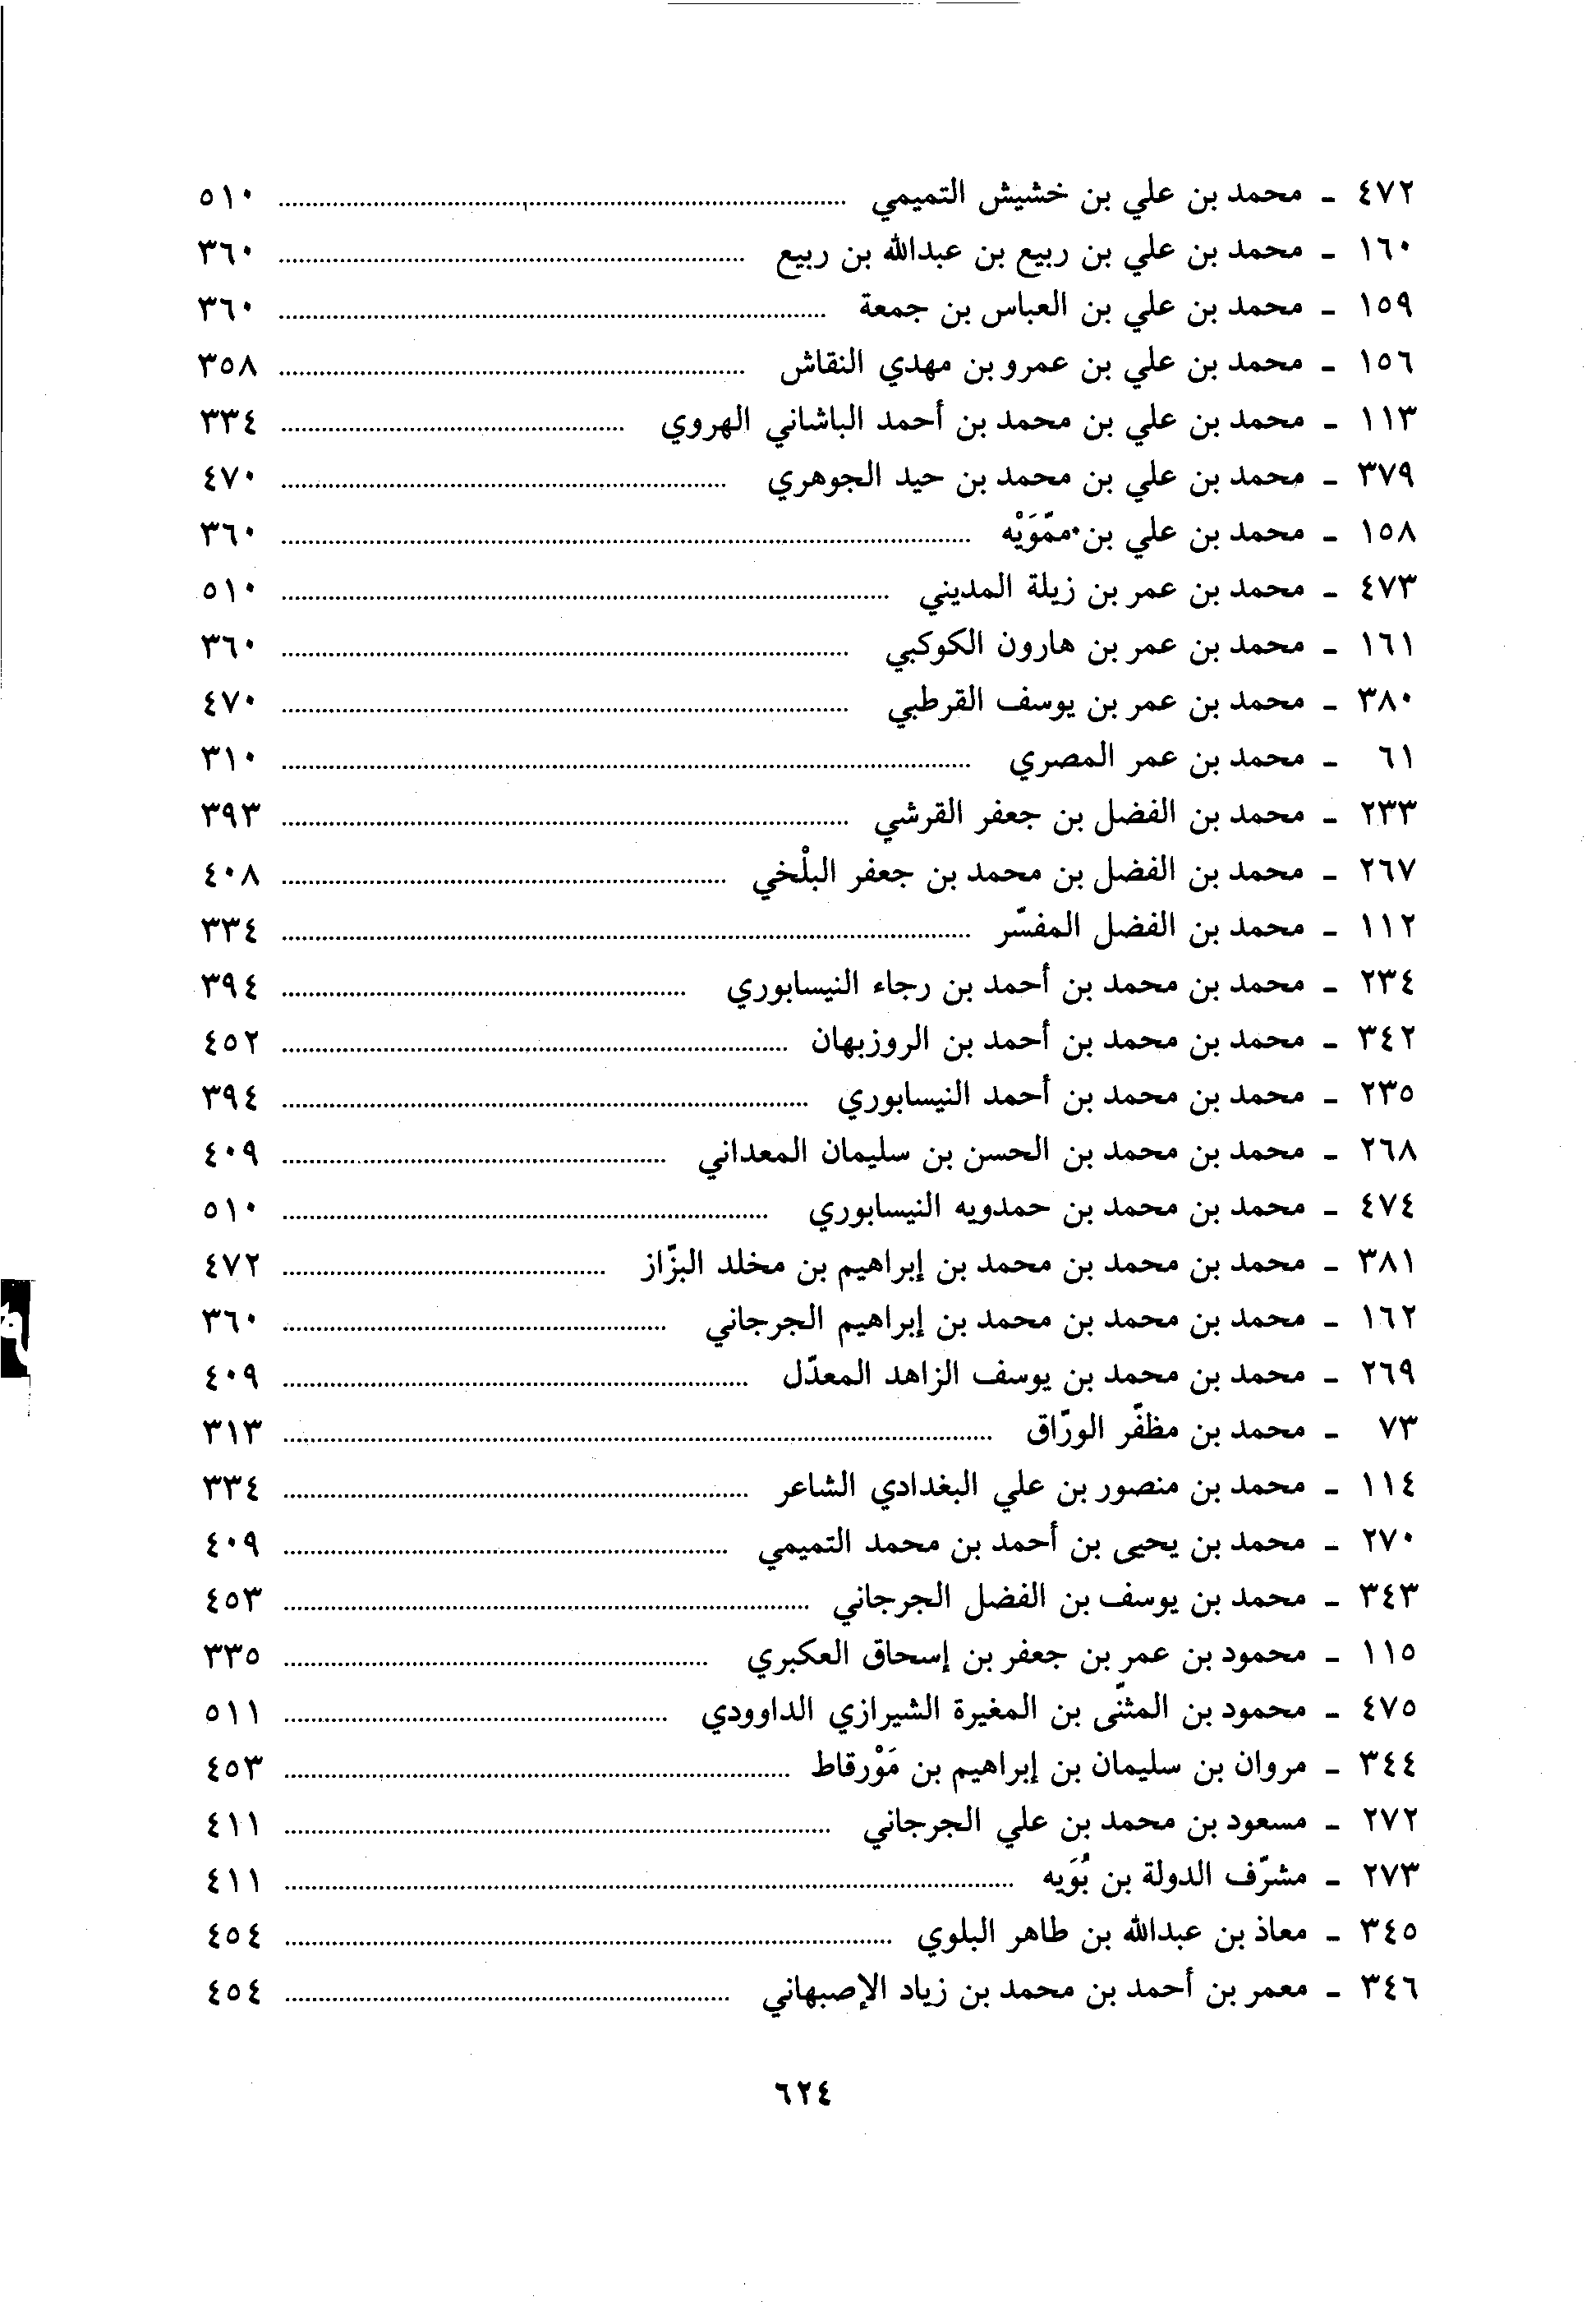 ٤٧٢ - محمد بن علي بن خشيش التميمي ........ ٥١٠
١٦٠ - محمد بن علي بن ربيع بن عبدالله بن ربيع ........ ٣٦٠
١٥٩ - محمد بن علي بن العباس بن جمعة ........ ٣٦٠
١٥٦ - محمد بن علي بن عمرو بن مهدي النقاش ........ ٣٥٨
١١٣ - محمد بن علي بن محمد بن أحمد الباشاني الهروي ........ ٣٣٤
٣٧٩ - محمد بن علي بن محمد بن حيد الجوهري ........ ٤٧٠
١٥٨ - محمد بن علي بن ممَّوَيْه ........ ٣٦٠
٤٧٣ - محمد بن عمر بن زيلة المديني ........ ٥١٠
١٦١ - محمد بن عمر بن هارون الكوكبي ........ ٣٦٠
٣٨٠ - محمد بن عمر بن يوسف القرطبي ........ ٤٧٠
٦١ - محمد بن عمر المصري ........ ٣١٠
٢٣٣ - محمد بن الفضل بن جعفر القرشي ........ ٣٩٣
٢٦٧ - محمد بن الفضل بن محمد بن جعفر البلْخي ........ ٤٠٨
١١٢ - محمد بن الفضل المفسّر ........ ٣٣٤
٢٣٤ - محمد بن محمد بن أحمد بن رجاء النيسابوري ........ ٣٩٤
٣٤٢ - محمد بن محمد بن أحمد بن الروزبهان ........ ٤٥٢
٢٣٥ - محمد بن محمد بن أحمد النيسابوري ........ ٣٩٤
٢٦٨ - محمد بن محمد بن الحسن بن سليمان المعداني ........ ٤٠٩
٤٧٤ - محمد بن محمد بن حمدويه النيسابوري ........ ٥١٠
٣٨١ - محمد بن محمد بن محمد بن إبراهيم بن مخلد البزّاز ........ ٤٧٢
١٦٢ - محمد بن محمد بن محمد بن إبراهيم الجرجاني ........ ٣٦٠
٢٦٩ - محمد بن محمد بن يوسف الزاهد المعدّل ........ ٤٠٩
٧٣ - محمد بن مظفّر الورّاق ........ ٣١٣
١١٤ - محمد بن منصور بن علي البغدادي الشاعر ........ ٣٣٤
٢٧٠ - محمد بن يحيى بن أحمد بن محمد التميمي ........ ٤٠٩
٣٤٣ - محمد بن يوسف بن الفضل الجرجاني ........ ٤٥٣
١١٥ - محمود بن عمر بن جعفر بن إسحاق العكبري ........ ٣٣٥
٤٧٥ - محمود بن المثنّى بن المغيرة الشيرازي الداوودي ........ ٥١١
٣٤٤ - مروان بن سليمان بن إبراهيم بن مَوْرقاط ........ ٤٥٣
٢٧٢ - مسعود بن محمد بن علي الجرجاني ........ ٤١١
٢٧٣ - مشرّف الدولة بن بُوَيه ........ ٤١١
٣٤٥ - معاذ بن عبدالله بن طاهر البلوي ........ ٤٥٤
٣٤٦ - معمر بن أحمد بن محمد بن زياد الإصبهاني ........ ٤٥٤
٦٢٤